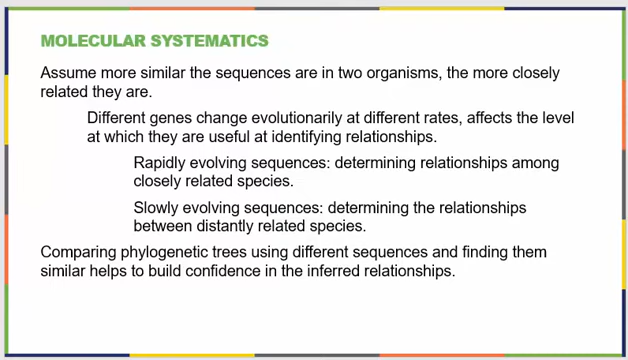 MOLECULAR SYSTEMATICS
Assume more similar the sequences are in two organisms, the more closely
related they are.
Different genes change evolutionarily at different rates, affects the level
at which they are useful at identifying relationships.
Rapidly evolving sequences: determining relationships among
closely related species.
Slowly evolving sequences: determining the relationships
between distantly related species.
Comparing phylogenetic trees using different sequences and finding them
similar helps to build confidence in the inferred relationships.